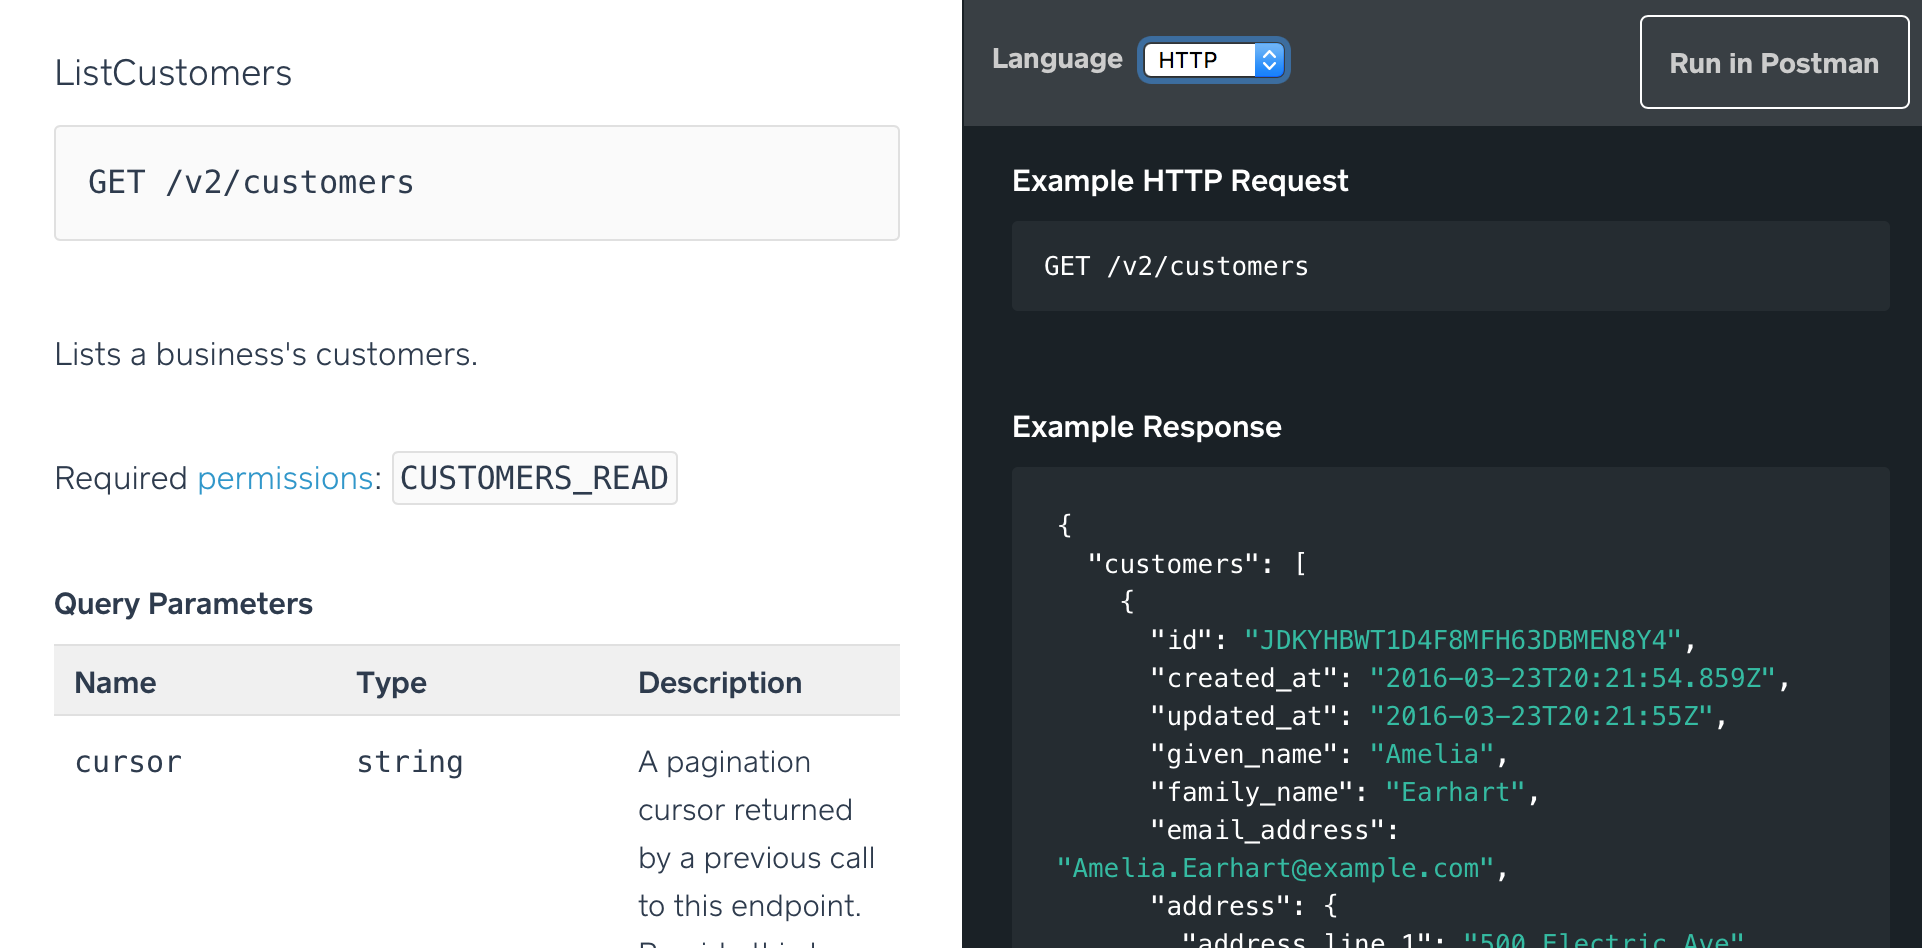 ListCustomers
GET /v2/customers
Lists a business's customers.
Required permissions: CUSTOMERS_READ
Query Parameters
Name Type Description
cursor string A pagination
cursor returned
by a previous call
to this endpoint.
Language HTTP Run in Postman
Example HTTP Request
GET /v2/customers
Example Response
{
"customers": [
{
"id": "JDKYHBWT1D4F8MFH63DBMEN8Y4",
"created_at": "2016-03-23T20:21:54.859Z",
"updated_at": "2016-03-23T20:21:55Z",
"given_name": "Amelia",
"family_name": "Earhart",
"email_address":
"Amelia.Earhart@example.com",
"address": {
"address_line_1": "500 Electric Ave"